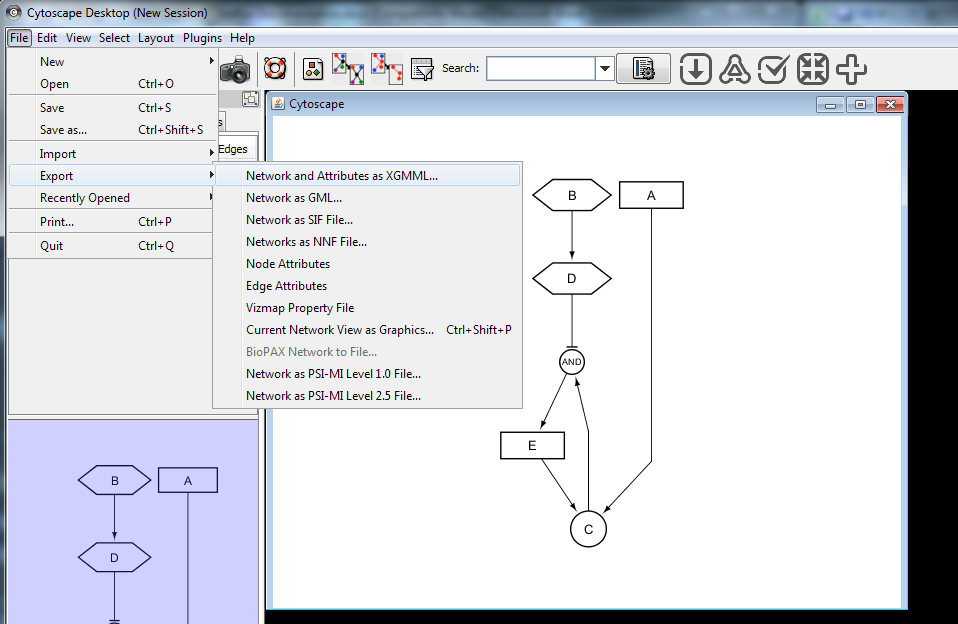 Cytoscape Desktop (New Session)
File Edit View Select Layout Plugins Help
New
Open Ctrl+O
Save Ctrl+S
Save as... Ctrl+Shift+S
Import
Export
Recently Opened
Print... Ctrl+P
Quit Ctrl+Q
Search:
s
Edges
Network and Attributes as XGMML...
Network as GML...
Network as SIF File...
Networks as NNF File...
Node Attributes
Edge Attributes
Vizmap Property File
Current Network View as Graphics... Ctrl+Shift+P
BioPAX Network to File...
Network as PSI-MI Level 1.0 File...
Network as PSI-MI Level 2.5 File...
Cytoscape
B A
D
AND
E
C
B A
D